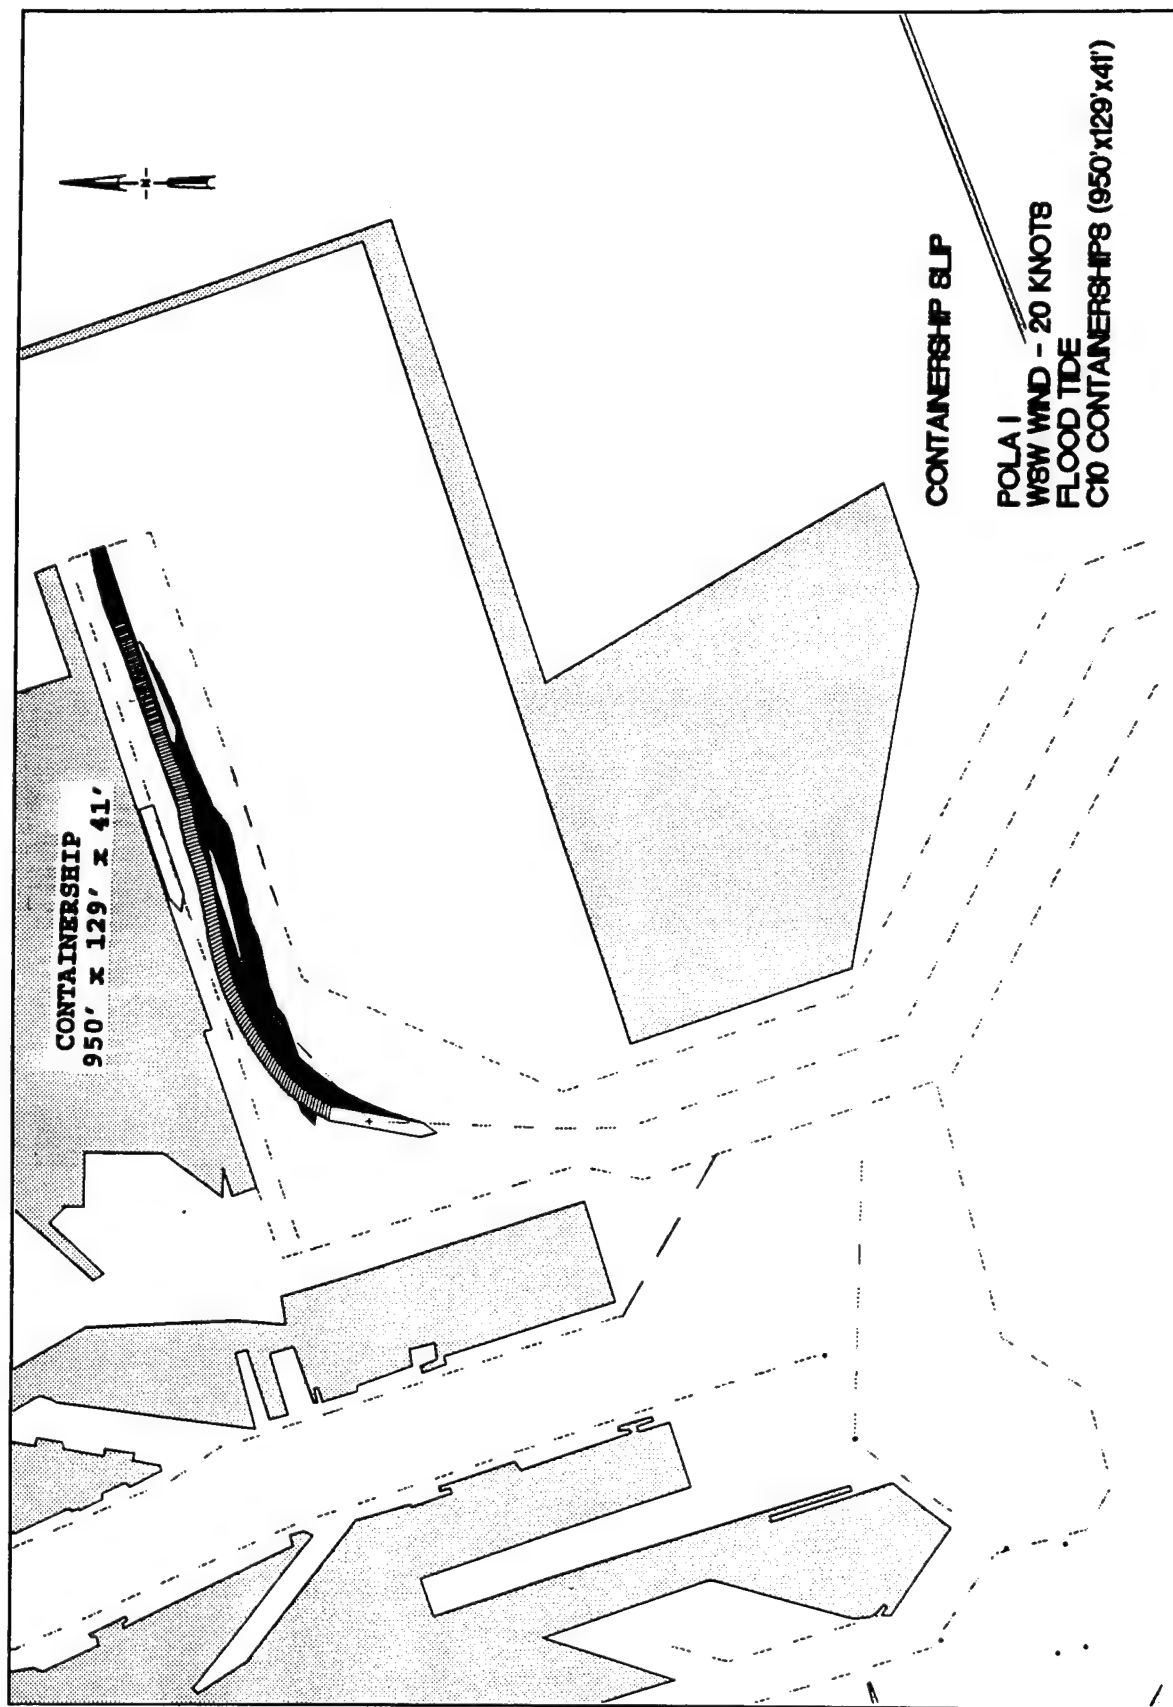 CONTAINERSHIP
950' x 129' x 41'
N
CONTAINERSHIP SLIP
POLA I
WSW WIND - 20 KNOTS
FLOOD TIDE
C10 CONTAINERSHIPS (950'x129'x41')